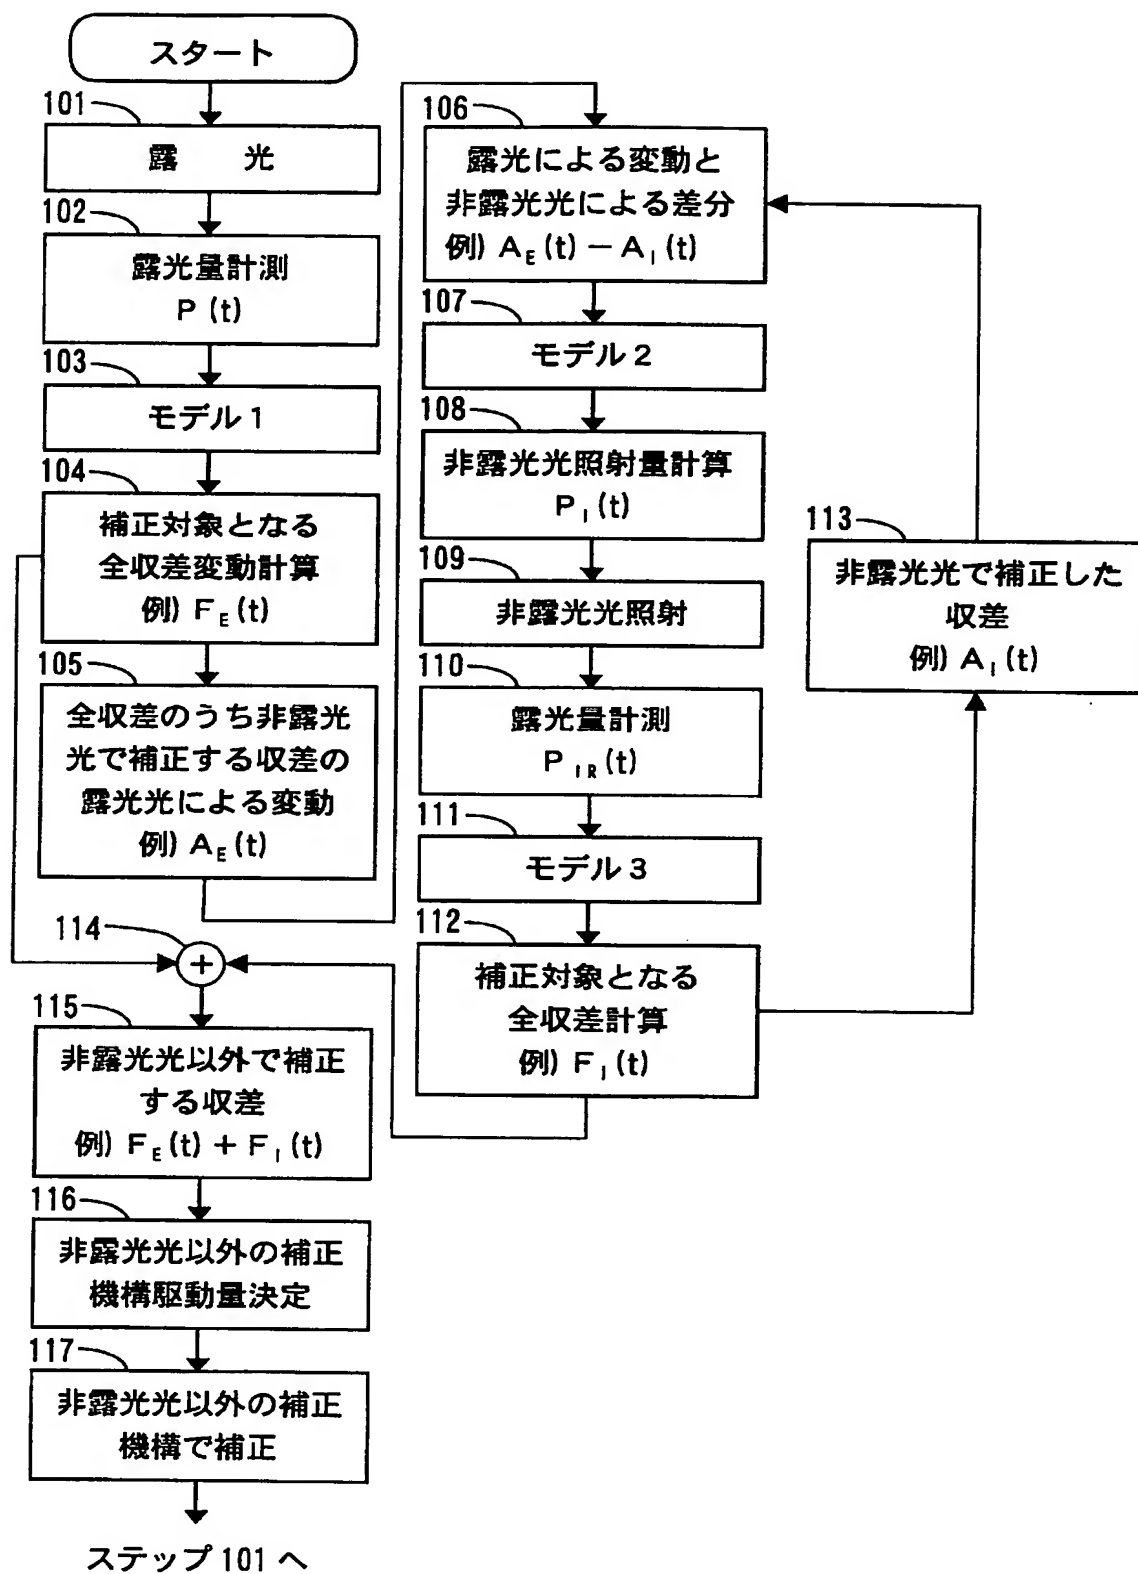 スタート
101
露 光
102
露光量計測
P (t)
103
モデル 1
104
補正対象となる
全収差変動計算
例) F_E (t)
105
全収差のうち非露光
光で補正する収差の
露光光による変動
例) A_E (t)
106
露光による変動と
非露光光による差分
例) A_E (t) － A_I (t)
107
モデル 2
108
非露光光照射量計算
P_I (t)
109
非露光光照射
110
露光量計測
P_IR (t)
111
モデル 3
112
補正対象となる
全収差計算
例) F_I (t)
113
非露光光で補正した
収差
例) A_I (t)
114
+
115
非露光光以外で補正
する収差
例) F_E (t) + F_I (t)
116
非露光光以外の補正
機構駆動量決定
117
非露光光以外の補正
機構で補正
ステップ 101 へ